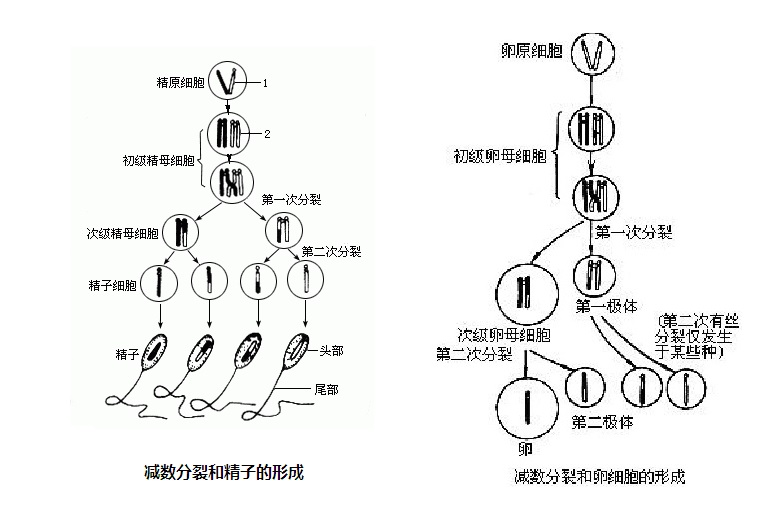 精原细胞
1
2
初级精母细胞
第一次分裂
次级精母细胞
第二次分裂
精子细胞
精子
头部
尾部
减数分裂和精子的形成
卵原细胞
初级卵母细胞
第一次分裂
第一极体
次级卵母细胞
第二次分裂
(第二次有丝
分裂仅发生
于某些种)
第二极体
卵
减数分裂和卵细胞的形成